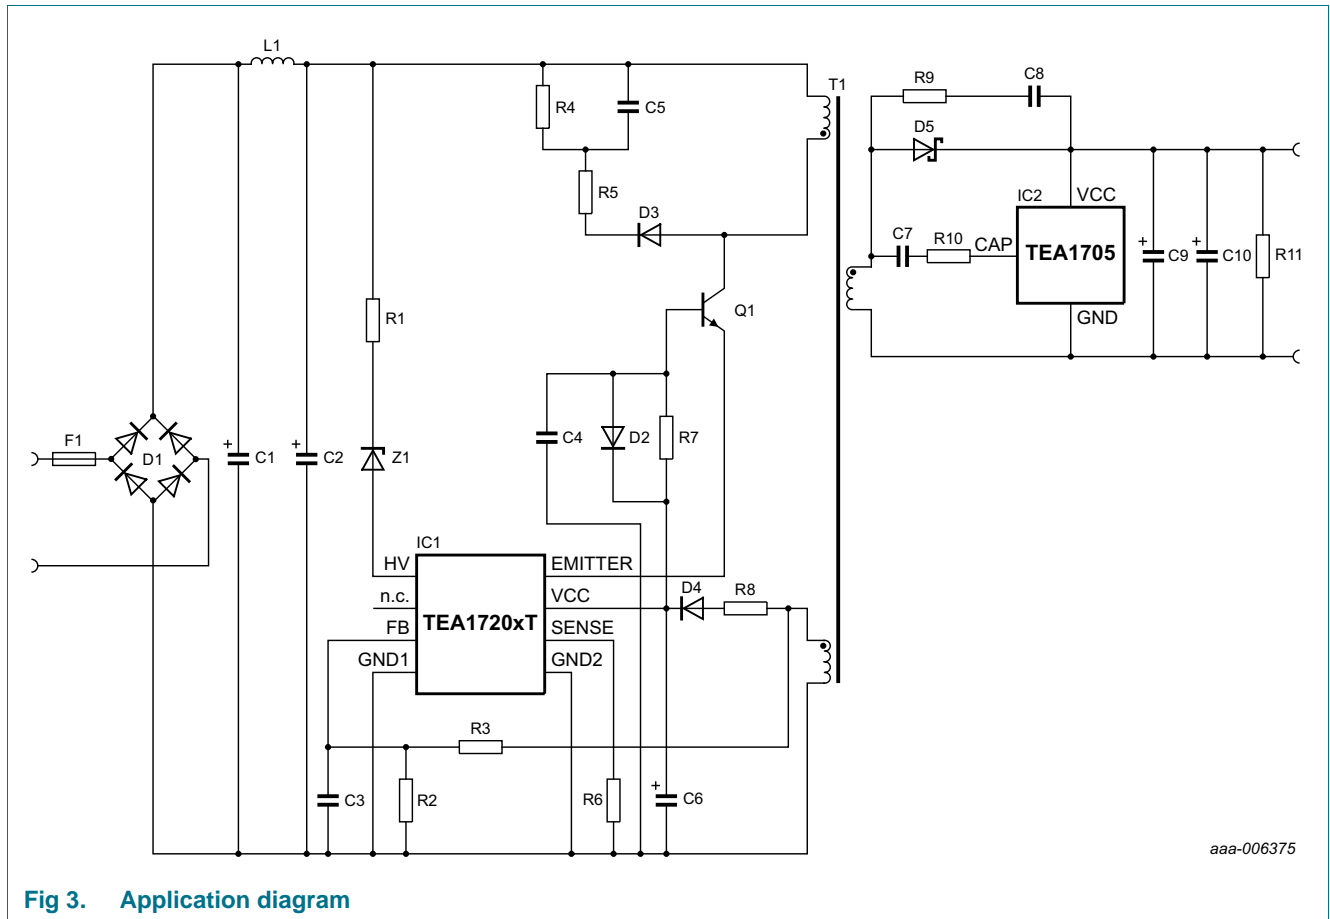 L1
T1
R9
C8
R4
C5
D5
R5
IC2
VCC
D3
C7
R10
CAP
TEA1705
+
C9
+
C10
R11
GND
R1
Q1
F1
D1
+
C1
+
C2
Z1
C4
D2
R7
IC1
HV
EMITTER
n.c.
VCC
D4
R8
FB
TEA1720xT
SENSE
GND1
GND2
R3
C3
R2
R6
+
C6
aaa-006375
Fig 3. Application diagram